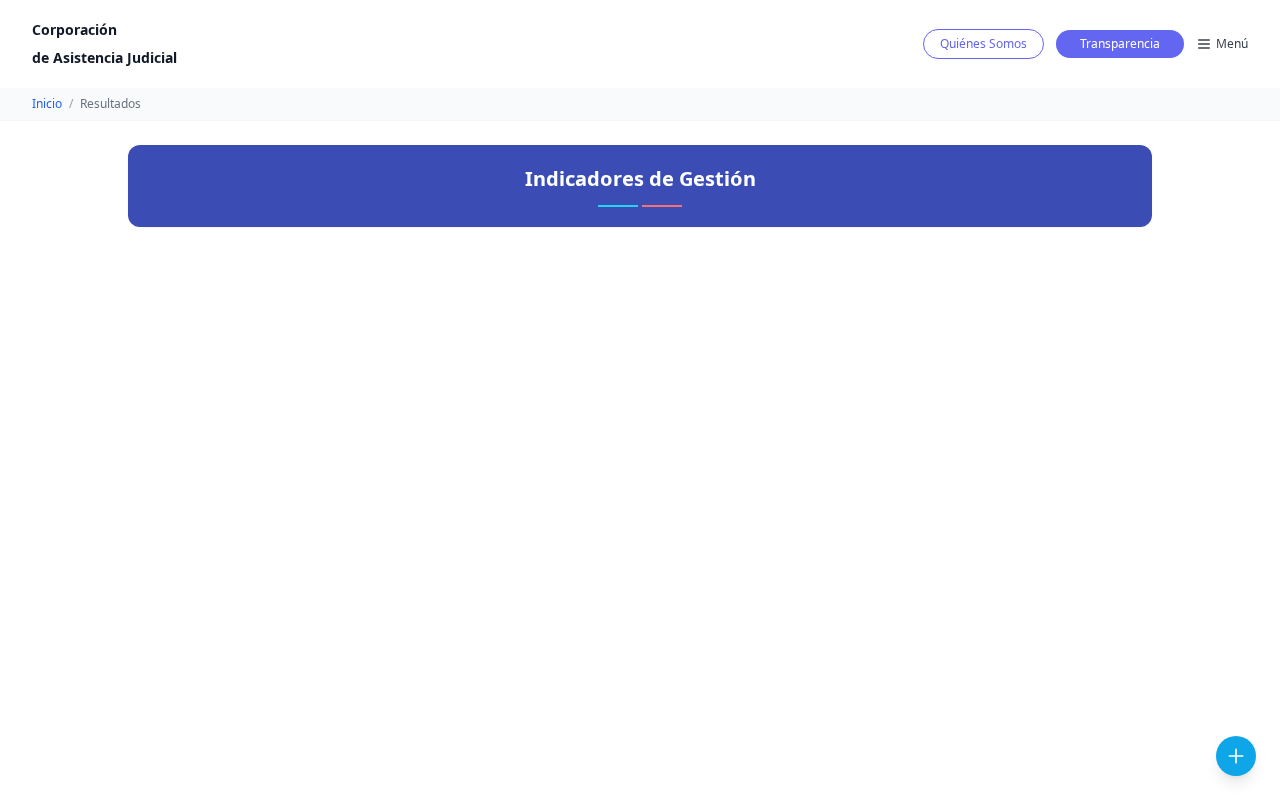 Corporación
de Asistencia Judicial
Quiénes Somos
Transparencia
Menú
Inicio / Resultados
Indicadores de Gestión